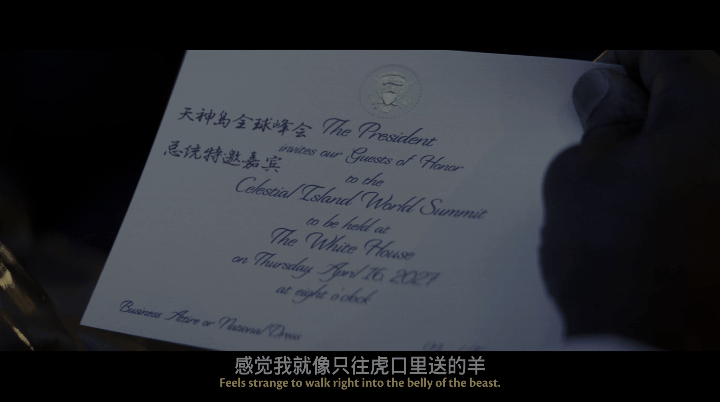 天神岛全球峰会
总统特邀嘉宾
The President
invites our Guests of Honor
to the
Celestial Island World Summit
to be held at
The White House
on Thursday April 16, 2027
at eight o'clock
Business Attire or National Dress
感觉我就像只往虎口里送的羊
Feels strange to walk right into the belly of the beast.